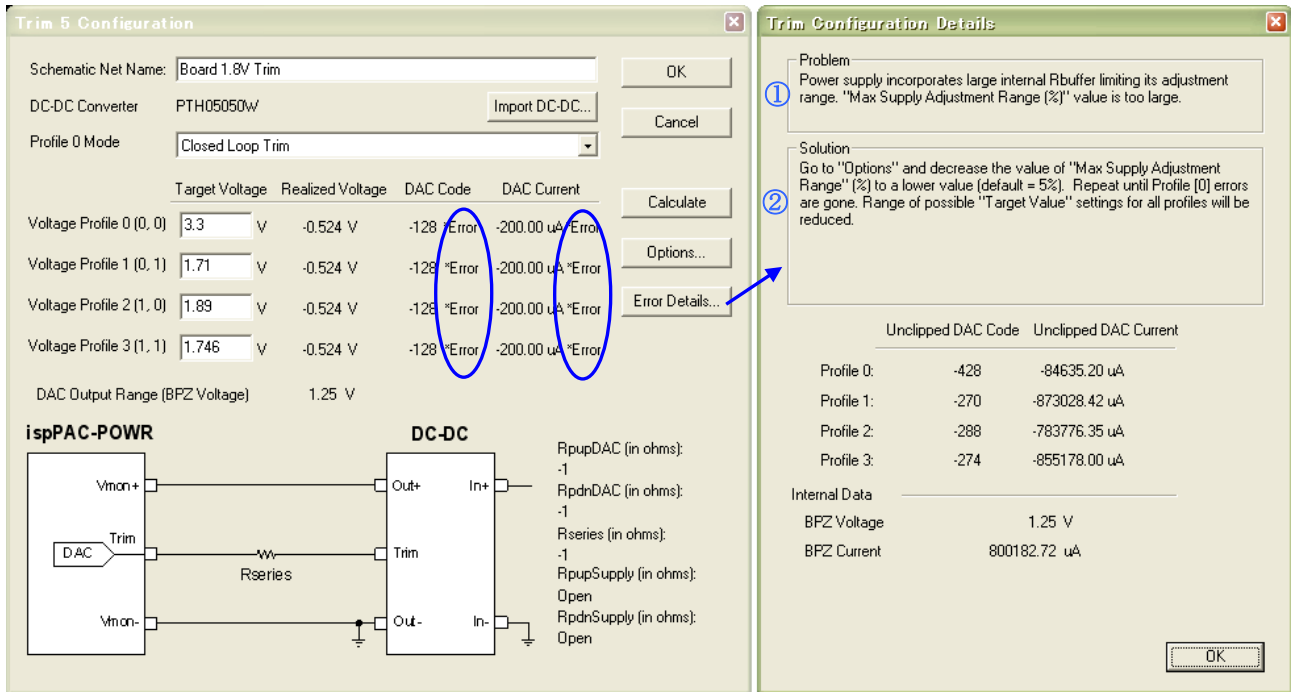 Trim 5 Configuration
Schematic Net Name: Board 1.8V Trim
OK
DC-DC Converter PTH05050W Import DC-DC...
Cancel
Profile 0 Mode Closed Loop Trim
Target Voltage Realized Voltage DAC Code DAC Current
Calculate
Voltage Profile 0 (0, 0) 3.3 V -0.524 V -128 *Error -200.00 uA *Error
Options...
Voltage Profile 1 (0, 1) 1.71 V -0.524 V -128 *Error -200.00 uA *Error
Error Details...
Voltage Profile 2 (1, 0) 1.89 V -0.524 V -128 *Error -200.00 uA *Error
Voltage Profile 3 (1, 1) 1.746 V -0.524 V -128 *Error -200.00 uA *Error
DAC Output Range (BPZ Voltage) 1.25 V
ispPAC-POWR DC-DC
Vmon+ Out+ In+
DAC Trim Trim
Rseries
Vmon- Out- In-
RpupDAC (in ohms):
-1
RpdnDAC (in ohms):
-1
Rseries (in ohms):
-1
RpupSupply (in ohms):
Open
RpdnSupply (in ohms):
Open
Trim Configuration Details
Problem
① Power supply incorporates large internal Rbuffer limiting its adjustment
range. "Max Supply Adjustment Range (%)" value is too large.
Solution
Go to "Options" and decrease the value of "Max Supply Adjustment
Range" (%) to a lower value (default = 5%). Repeat until Profile [0] errors
② are gone. Range of possible "Target Value" settings for all profiles will be
reduced.
Unclipped DAC Code Unclipped DAC Current
Profile 0: -428 -84635.20 uA
Profile 1: -270 -873028.42 uA
Profile 2: -288 -783776.35 uA
Profile 3: -274 -855178.00 uA
Internal Data
BPZ Voltage 1.25 V
BPZ Current 800182.72 uA
OK